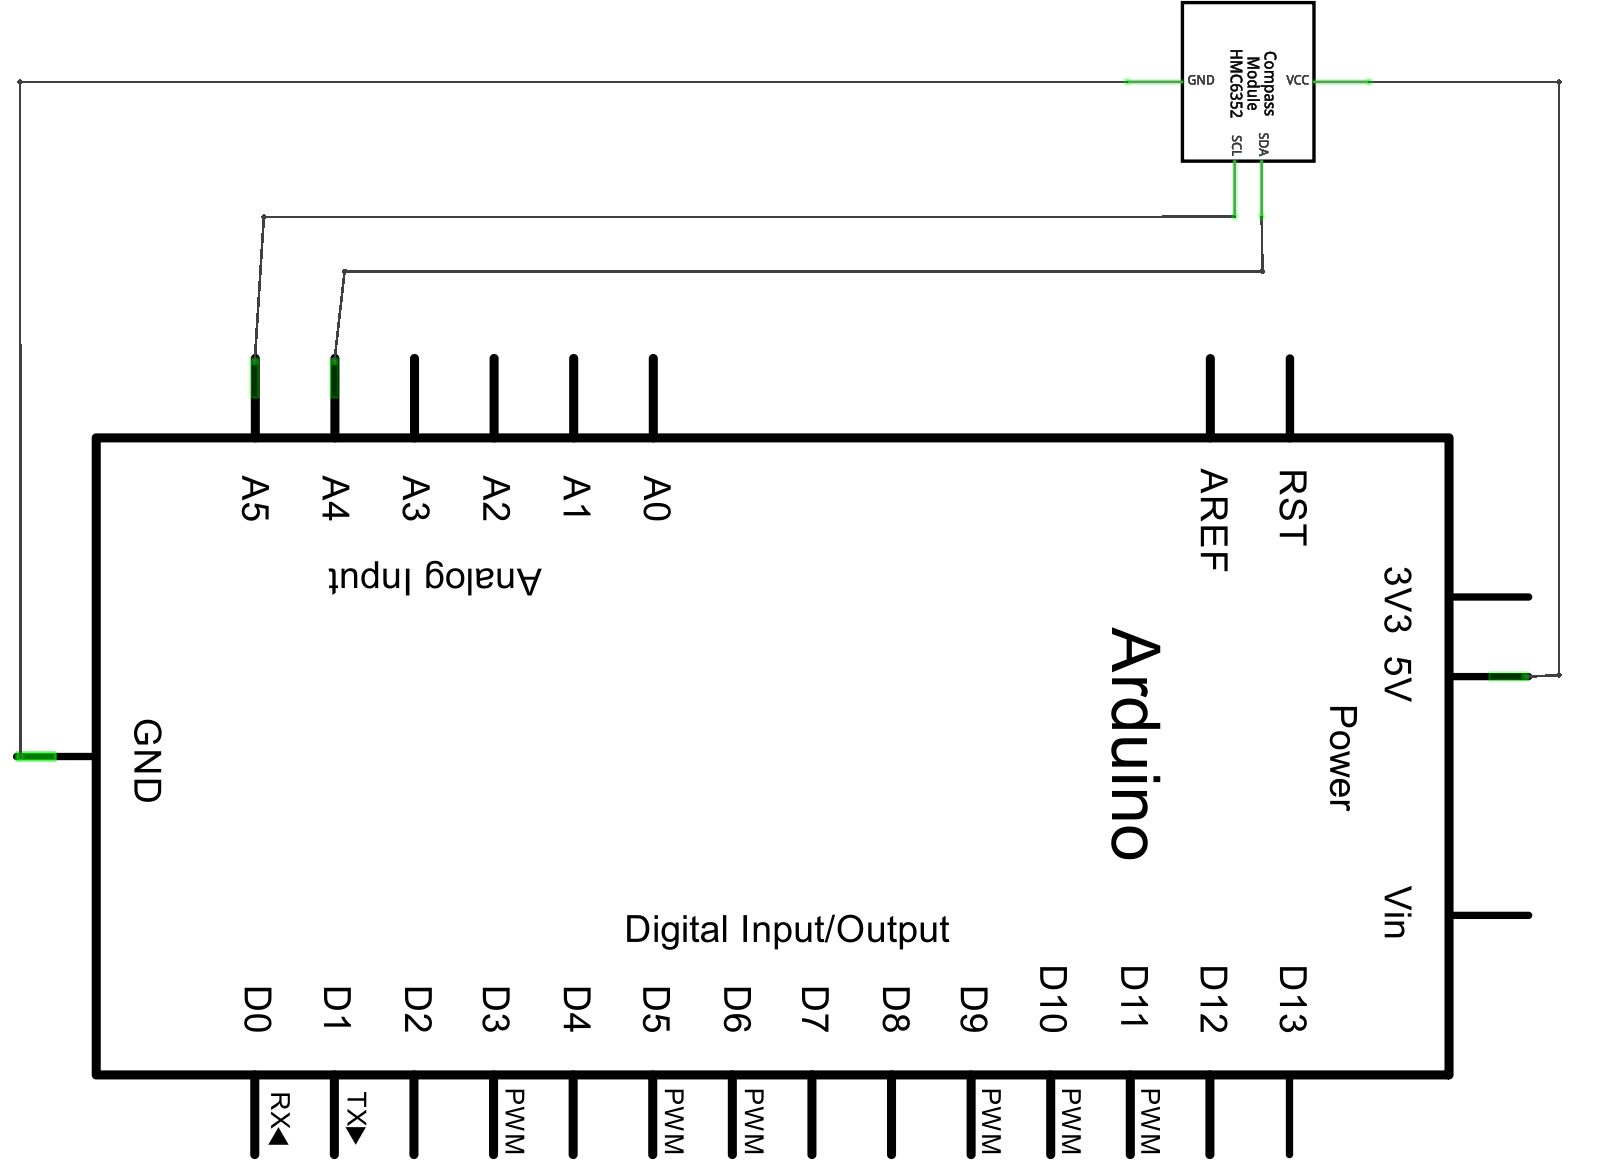 Compass
Module
HMC6352
GND
VCC
SCL
SDA
A5
A4
A3
A2
A1
A0
AREF
RST
Analog Input
3V3
5V
Power
Vin
GND
Arduino
Digital Input/Output
D0
D1
D2
D3
D4
D5
D6
D7
D8
D9
D10
D11
D12
D13
RX
TX
PWM
PWM
PWM
PWM
PWM
PWM